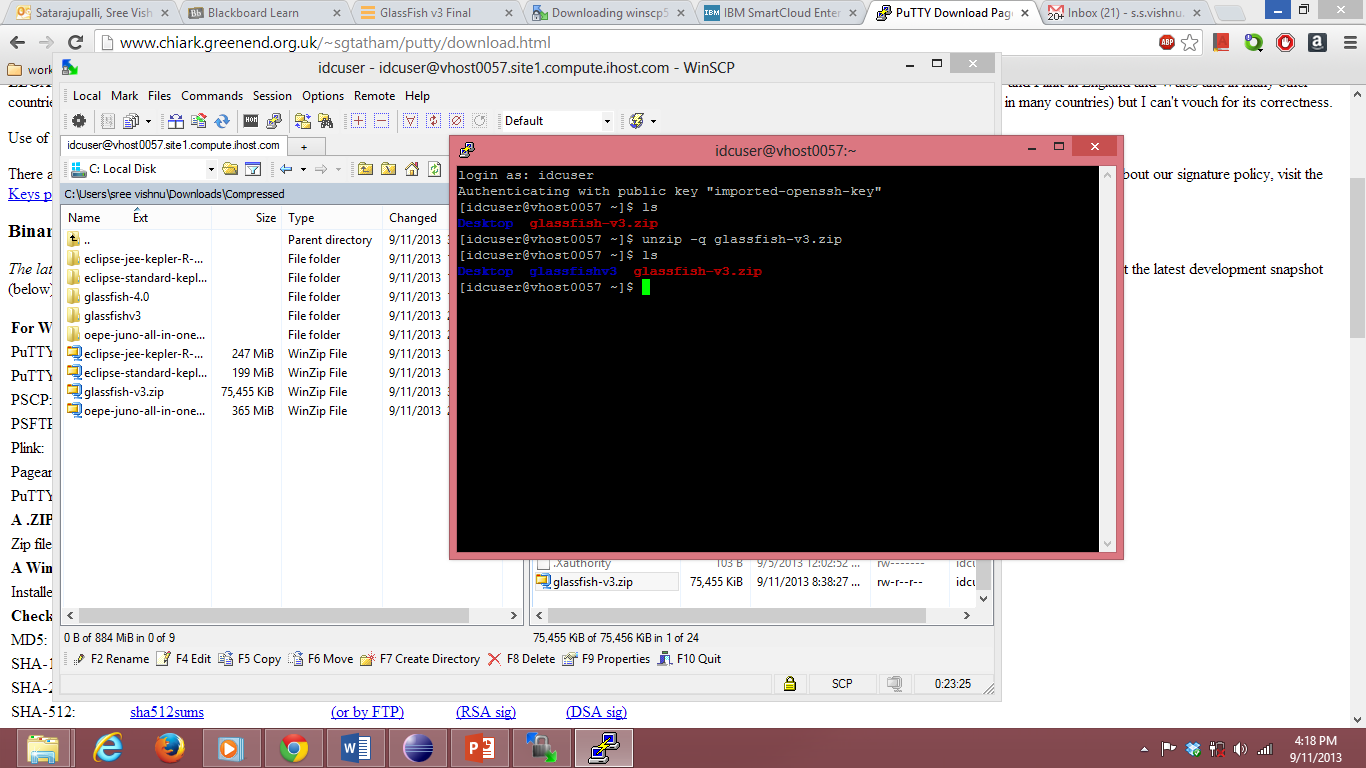 Satarajupalli, Sree Vish
Blackboard Learn
GlassFish v3 Final
Downloading winscp5
IBM SmartCloud Enter
PuTTY Download Page
Inbox (21) - s.s.vishnu.
www.chiark.greenend.org.uk/~sgtatham/putty/download.html
work
idcuser - idcuser@vhost0057.site1.compute.ihost.com - WinSCP
Local Mark Files Commands Session Options Remote Help
Default
idcuser@vhost0057.site1.compute.ihost.com
C: Local Disk
C:\Users\sree vishnu\Downloads\Compressed
Name Ext Size Type Changed
.. Parent directory 9/11/2013
eclipse-jee-kepler-R-... File folder 9/11/2013
eclipse-standard-kepl... File folder 9/11/2013
glassfish-4.0 File folder 9/11/2013
glassfishv3 File folder 9/11/2013
oepe-juno-all-in-one... File folder 9/11/2013
eclipse-jee-kepler-R-... 247 MiB WinZip File 9/11/2013
eclipse-standard-kepl... 199 MiB WinZip File 9/11/2013
glassfish-v3.zip 75,455 KiB WinZip File 9/11/2013
oepe-juno-all-in-one... 365 MiB WinZip File 9/11/2013
idcuser@vhost0057:~
login as: idcuser
Authenticating with public key "imported-openssh-key"
[idcuser@vhost0057 ~]$ ls
Desktop glassfish-v3.zip
[idcuser@vhost0057 ~]$ unzip -q glassfish-v3.zip
[idcuser@vhost0057 ~]$ ls
Desktop glassfishv3 glassfish-v3.zip
[idcuser@vhost0057 ~]$
.Xauthority 103 B 9/5/2013 12:02:52 ... rw------- idcu
glassfish-v3.zip 75,455 KiB 9/11/2013 8:38:27 ... rw-r--r-- idcu
0 B of 884 MiB in 0 of 9
75,455 KiB of 75,456 KiB in 1 of 24
F2 Rename F4 Edit F5 Copy F6 Move F7 Create Directory F8 Delete F9 Properties F10 Quit
SCP 0:23:25
countrie
in many countries) but I can't vouch for its correctness.
Use of
There a
bout our signature policy, visit the
Keys p
Binar
The lat
t the latest development snapshot
(below)
For W
PuTTY
PuTTY
PSCP:
PSFTP
Plink:
Pagean
PuTTY
A .ZIP
Zip file
A Win
Installe
Check
MD5:
SHA-1
SHA-2
SHA-512: sha512sums (or by FTP) (RSA sig) (DSA sig)
4:18 PM
9/11/2013